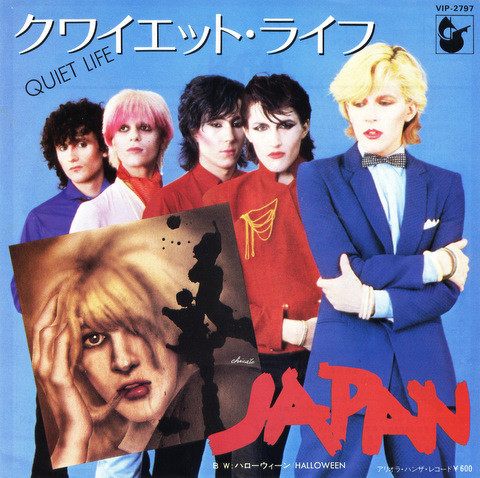 VIP-2797
クワイエット・ライフ
QUIET LIFE
JAPAN
B／W：ハローウィーン/HALLOWEEN
アリオラ・ハンザ・レコード ¥600